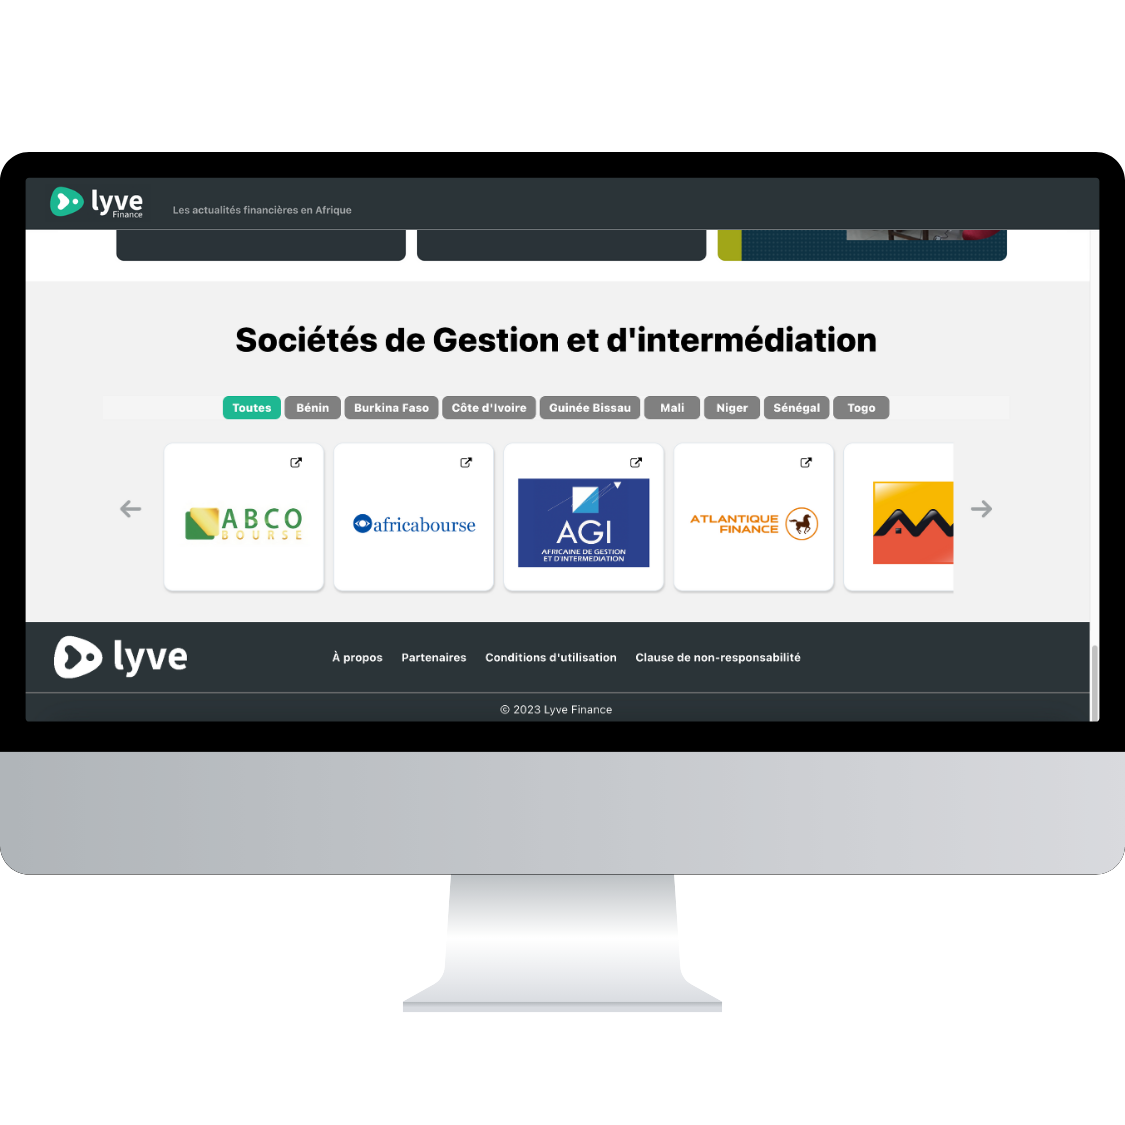 lyve
Finance
Les actualités financières en Afrique
Sociétés de Gestion et d'intermédiation
Toutes Bénin Burkina Faso Côte d'Ivoire Guinée Bissau Mali Niger Sénégal Togo
ABCO
BOURSE
africabourse
AGI
AFRICAINE DE GESTION
ET D'INTERMEDIATION
ATLANTIQUE
FINANCE
lyve
À propos Partenaires Conditions d'utilisation Clause de non-responsabilité
© 2023 Lyve Finance